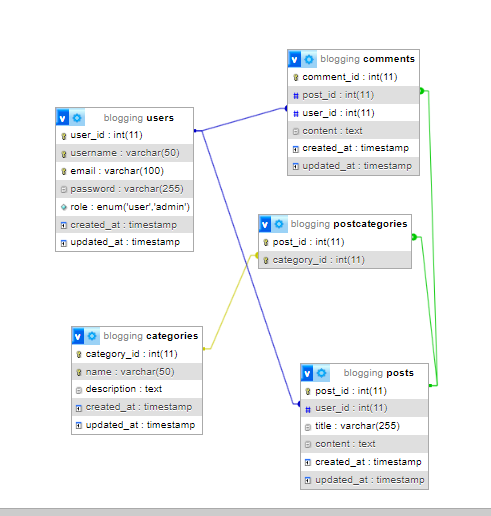 blogging comments
comment_id : int(11)
post_id : int(11)
user_id : int(11)
content : text
created_at : timestamp
updated_at : timestamp
blogging users
user_id : int(11)
username : varchar(50)
email : varchar(100)
password : varchar(255)
role : enum('user','admin')
created_at : timestamp
updated_at : timestamp
blogging postcategories
post_id : int(11)
category_id : int(11)
blogging categories
category_id : int(11)
name : varchar(50)
description : text
created_at : timestamp
updated_at : timestamp
blogging posts
post_id : int(11)
user_id : int(11)
title : varchar(255)
content : text
created_at : timestamp
updated_at : timestamp